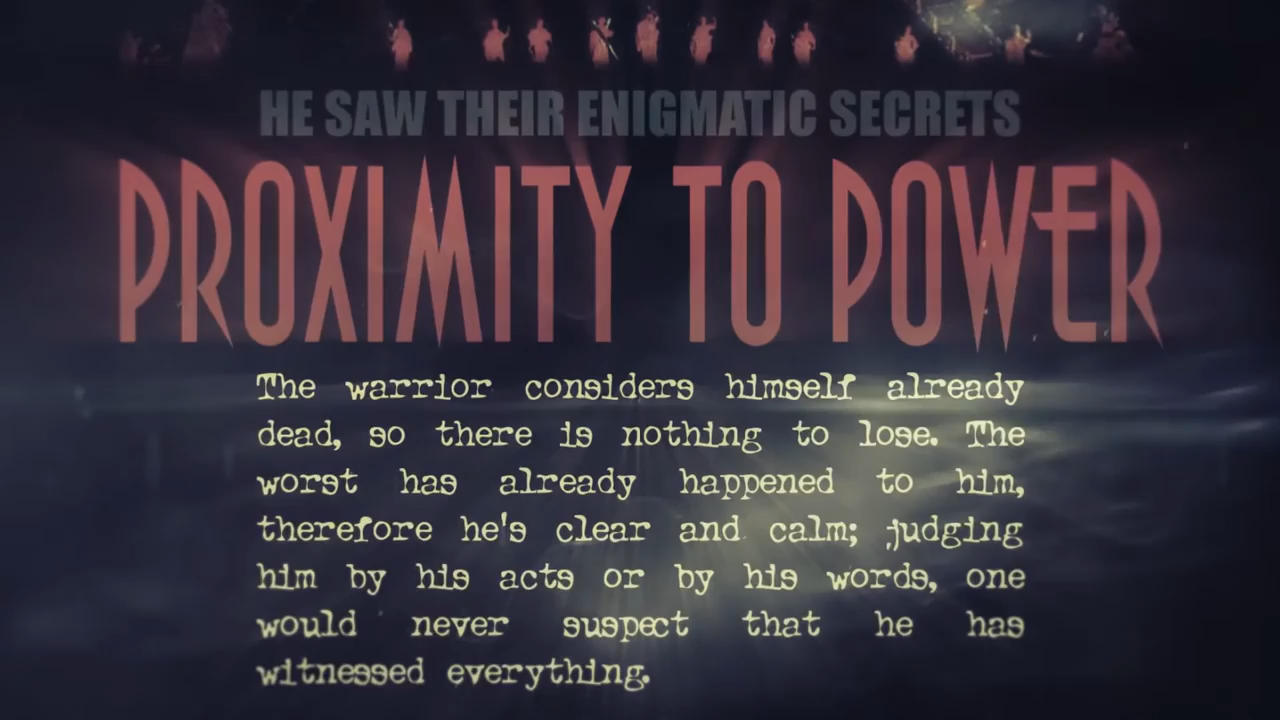 HE SAW THEIR ENIGMATIC SECRETS
PROXIMITY TO POWER
The warrior considers himself already
dead, so there is nothing to lose. The
worst has already happened to him,
therefore he's clear and calm; judging
him by his acts or by his words, one
would never suspect that he has
witnessed everything.